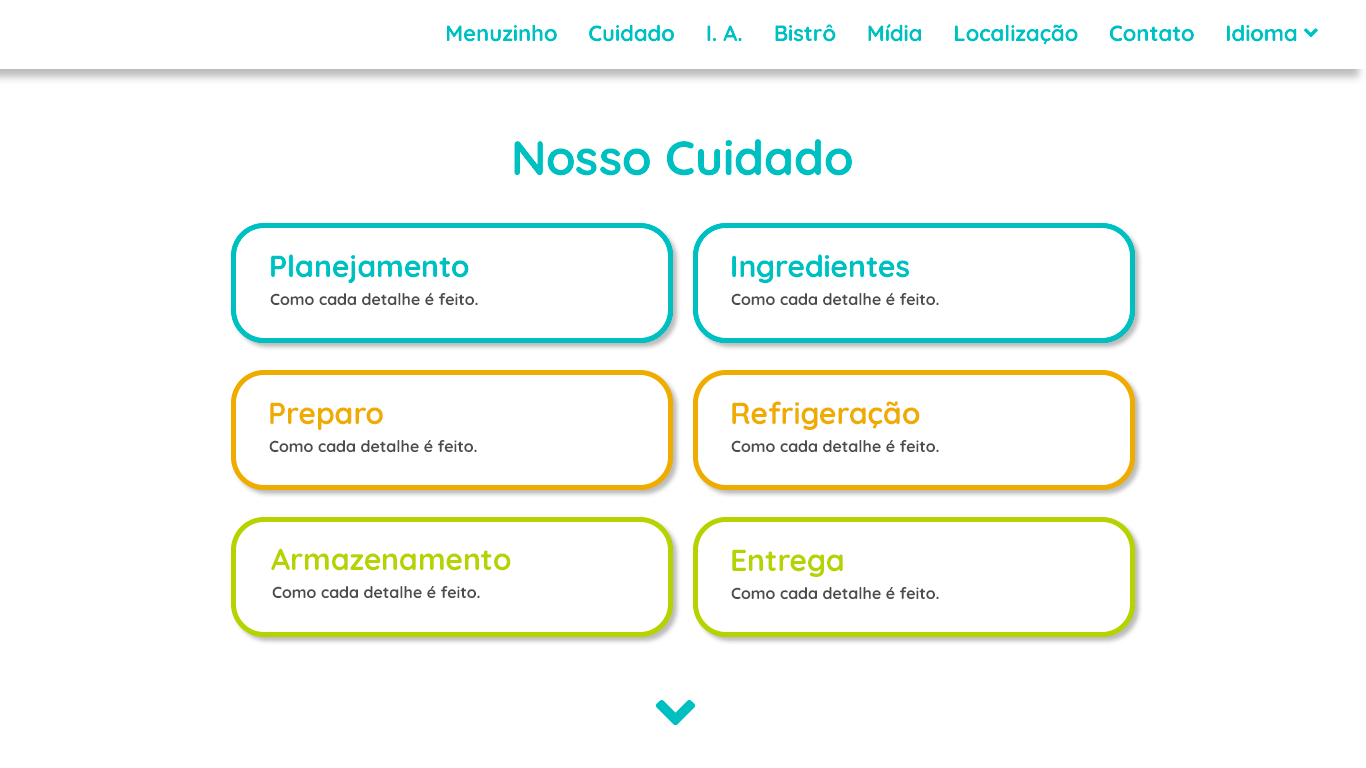 Menuzinho Cuidado I. A. Bistrô Mídia Localização Contato Idioma
Nosso Cuidado
Planejamento
Como cada detalhe é feito.
Ingredientes
Como cada detalhe é feito.
Preparo
Como cada detalhe é feito.
Refrigeração
Como cada detalhe é feito.
Armazenamento
Como cada detalhe é feito.
Entrega
Como cada detalhe é feito.